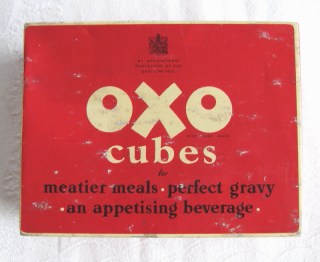 OXO
cubes
for
meatier meals · perfect gravy
· an appetising beverage ·